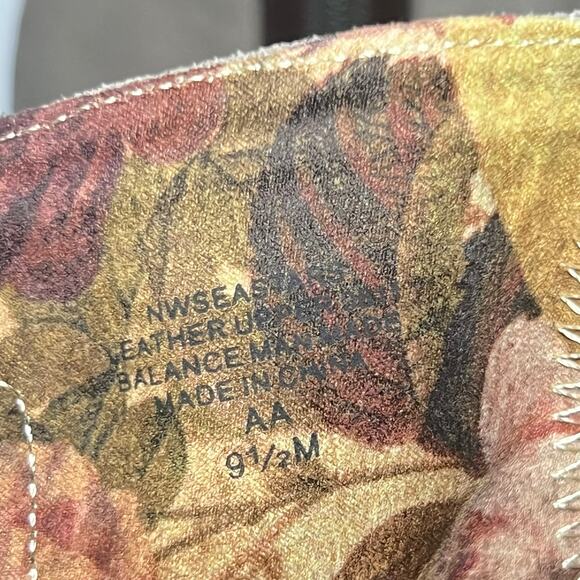 LEATHER UPPER
BALANCE MAN MADE
MADE IN CHINA
AA
9½M